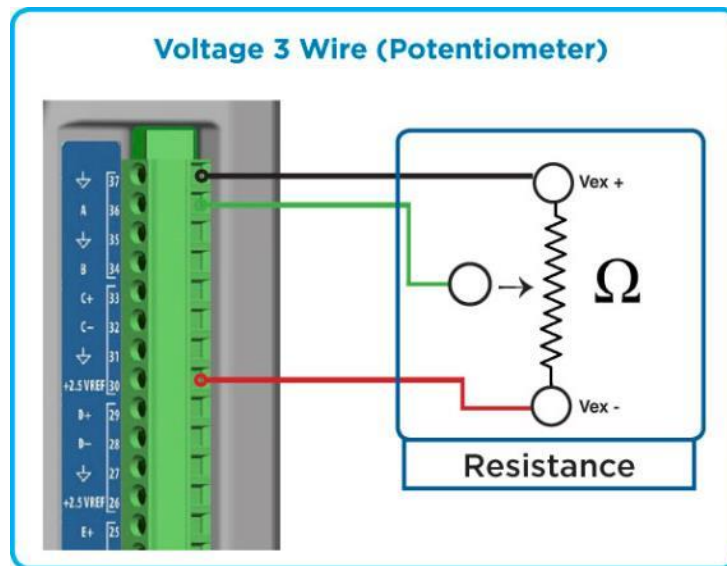 Voltage 3 Wire (Potentiometer)
37
A 36
35
B 34
C+ 33
C- 32
31
+2.5 VREF 30
D+ 29
D- 28
27
+2.5 VREF 26
E+ 25
Vex +
Ω
Vex -
Resistance